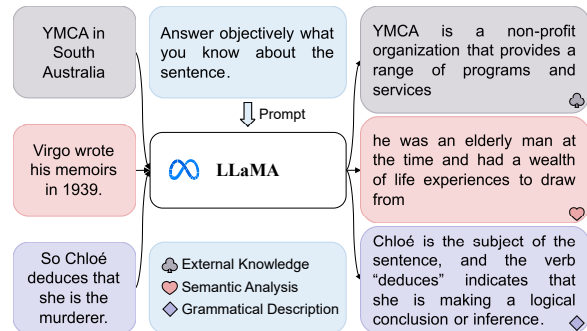 YMCA in
South
Australia
Answer objectively what
you know about the
sentence.
YMCA is a non-profit
organization that provides
a range of programs and
services
Prompt
Virgo wrote
his memoirs
in 1939.
LLaMA
he was an elderly man at
the time and had a wealth
of life experiences to draw
from
So Chloé
deduces that
she is the
murderer.
External Knowledge
Semantic Analysis
Grammatical Description
Chloé is the subject of the
sentence, and the verb
“deduces” indicates that
she is making a logical
conclusion or inference.